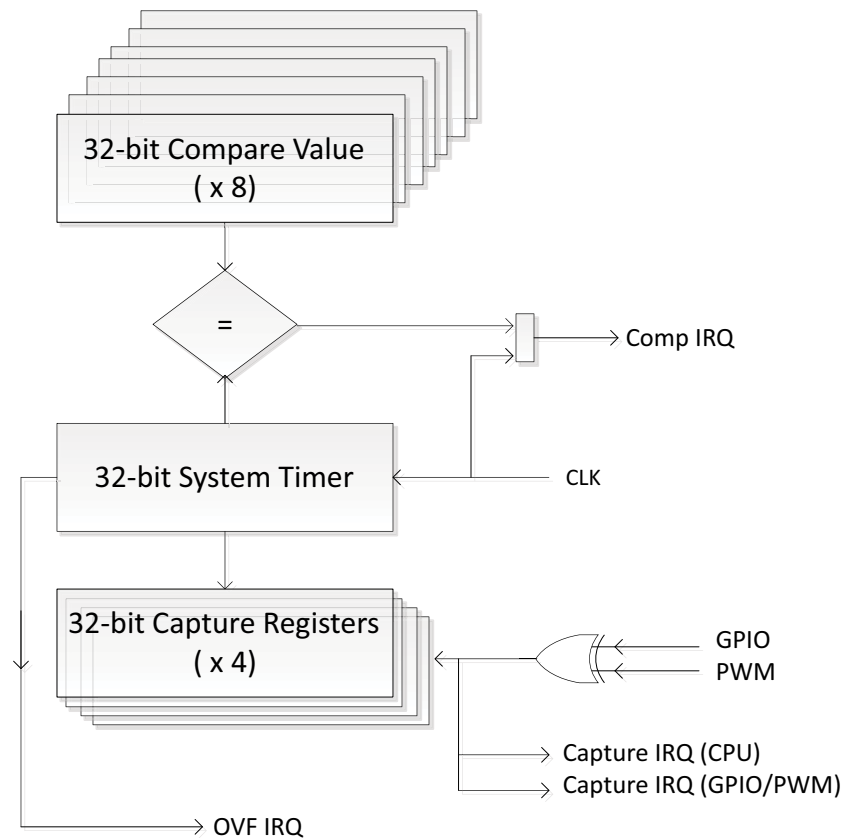 32-bit Compare Value
( x 8)
=
Comp IRQ
32-bit System Timer
CLK
32-bit Capture Registers
( x 4)
GPIO
PWM
Capture IRQ (CPU)
Capture IRQ (GPIO/PWM)
OVF IRQ